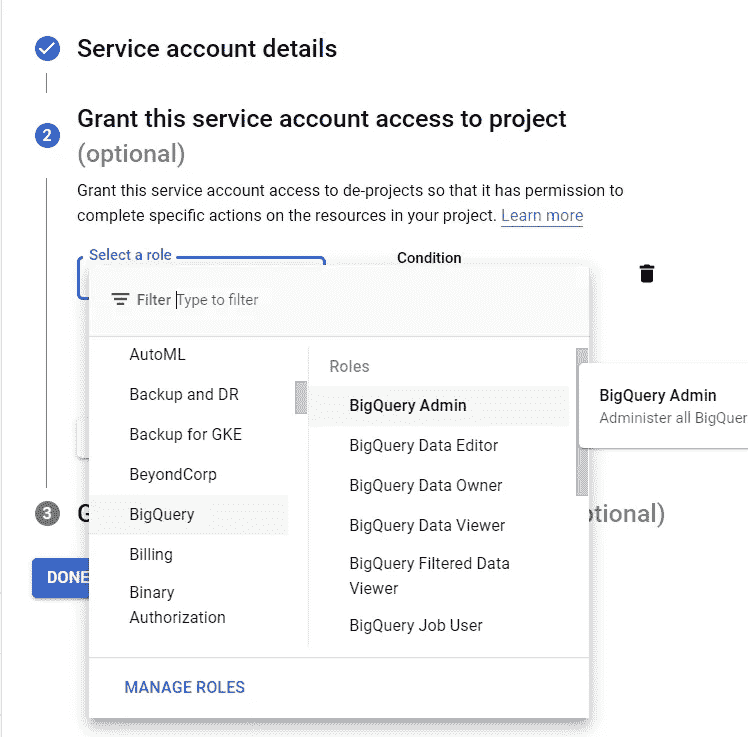 Service account details
2
Grant this service account access to project
(optional)
Grant this service account access to de-projects so that it has permission to
complete specific actions on the resources in your project. Learn more
Select a role
Condition
Filter Type to filter
AutoML
Backup and DR
Backup for GKE
BeyondCorp
BigQuery
Billing
Binary
Authorization
Roles
BigQuery Admin
BigQuery Data Editor
BigQuery Data Owner
BigQuery Data Viewer
BigQuery Filtered Data
Viewer
BigQuery Job User
BigQuery Admin
Administer all BigQuer
3
G
tional)
DONE
MANAGE ROLES